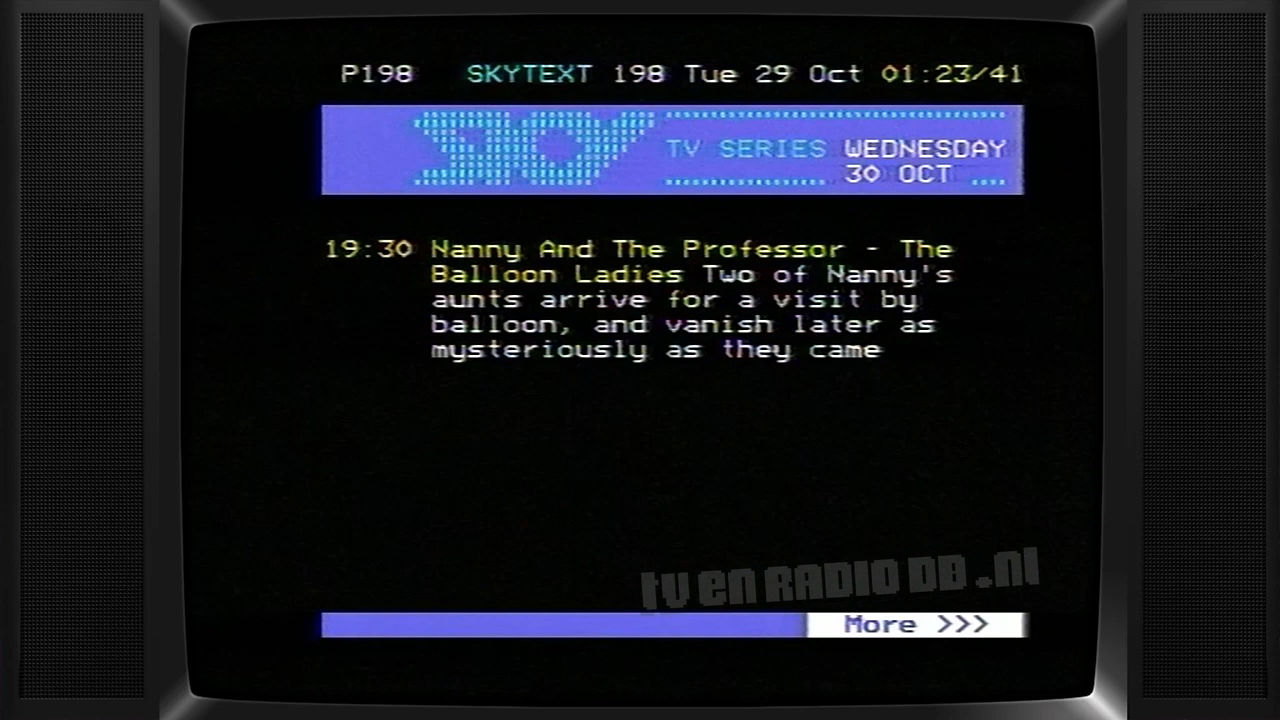 P198 SKYTEXT 198 Tue 29 Oct 01:23/41
SKY
TV SERIES WEDNESDAY
30 OCT
19:30 Nanny And The Professor - The
Balloon Ladies Two of Nanny's
aunts arrive for a visit by
balloon, and vanish later as
mysteriously as they came
tv en RADIO DB .nl
More >>>